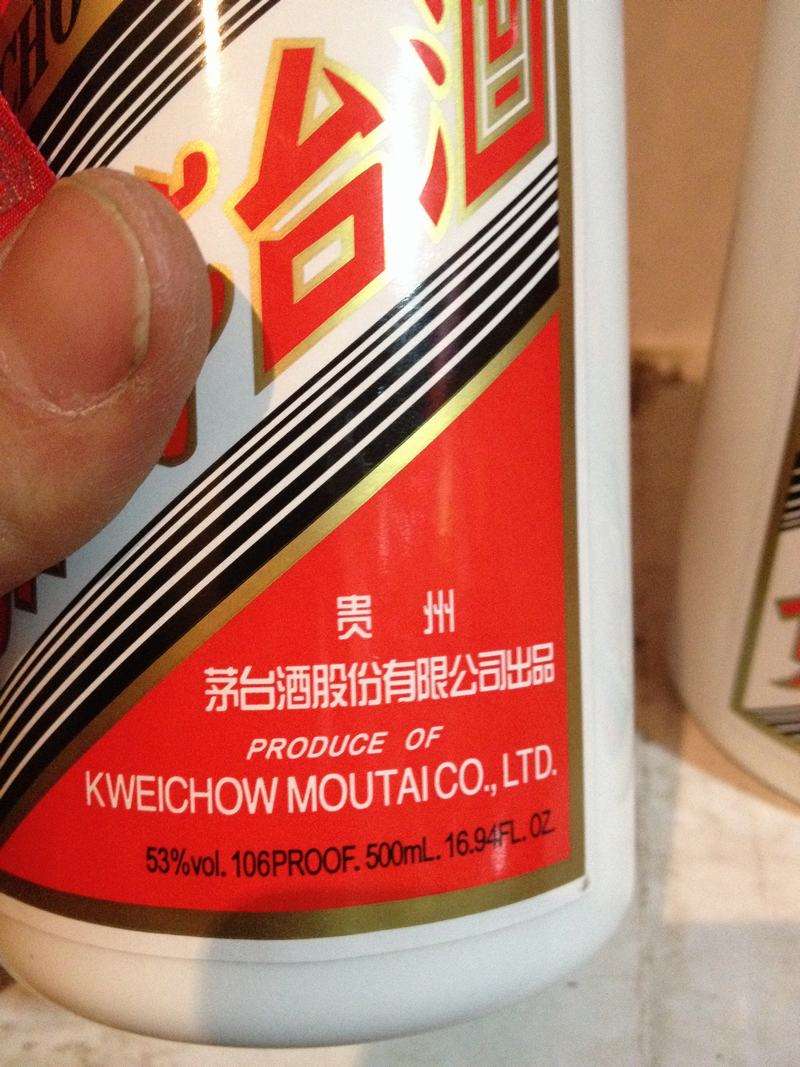 台酒
贵 州
茅台酒股份有限公司出品
PRODUCE OF
KWEICHOW MOUTAI CO., LTD.
53%vol. 106PROOF. 500mL. 16.94FL. OZ.